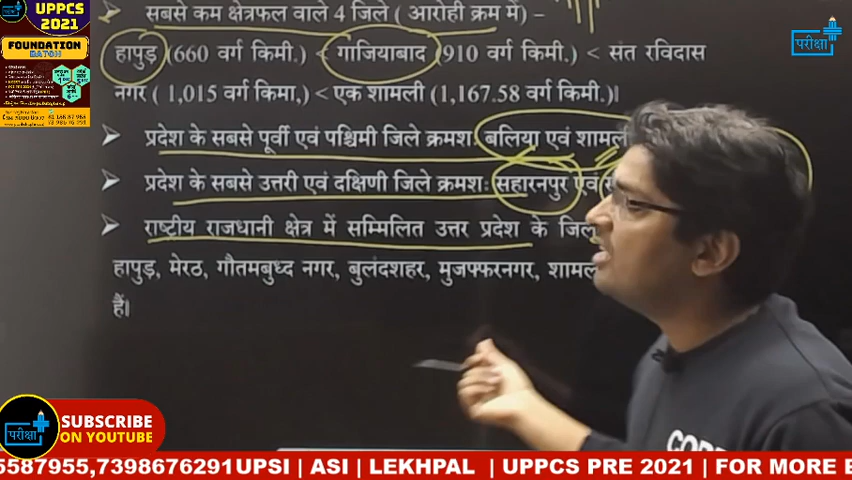 UPPCS
2021
FOUNDATION
BATCH
परीक्षा
सबसे कम क्षेत्रफल वाले 4 जिले ( आरोही क्रम में) –
हापुड़ (660 वर्ग किमी.) < गाजियाबाद (910 वर्ग किमी.) < संत रविदास
नगर ( 1,015 वर्ग किमा,) < एक शामली (1,167.58 वर्ग किमी.)।
प्रदेश के सबसे पूर्वी एवं पश्चिमी जिले क्रमशः बलिया एवं
प्रदेश के सबसे उत्तरी एवं दक्षिणी जिले क्रमशः सहारनपुर एवं
राष्ट्रीय राजधानी क्षेत्र में सम्मिलित उत्तर प्रदेश के
हापुड़, मेरठ, गौतमबुध्द नगर, बुलंदशहर, मुजफ्फरनगर,
हैं।
परीक्षा
SUBSCRIBE
ON YOUTUBE
5587955,7398676291 UPSI | ASI | LEKHPAL | UPPCS PRE 2021 | FOR MORE